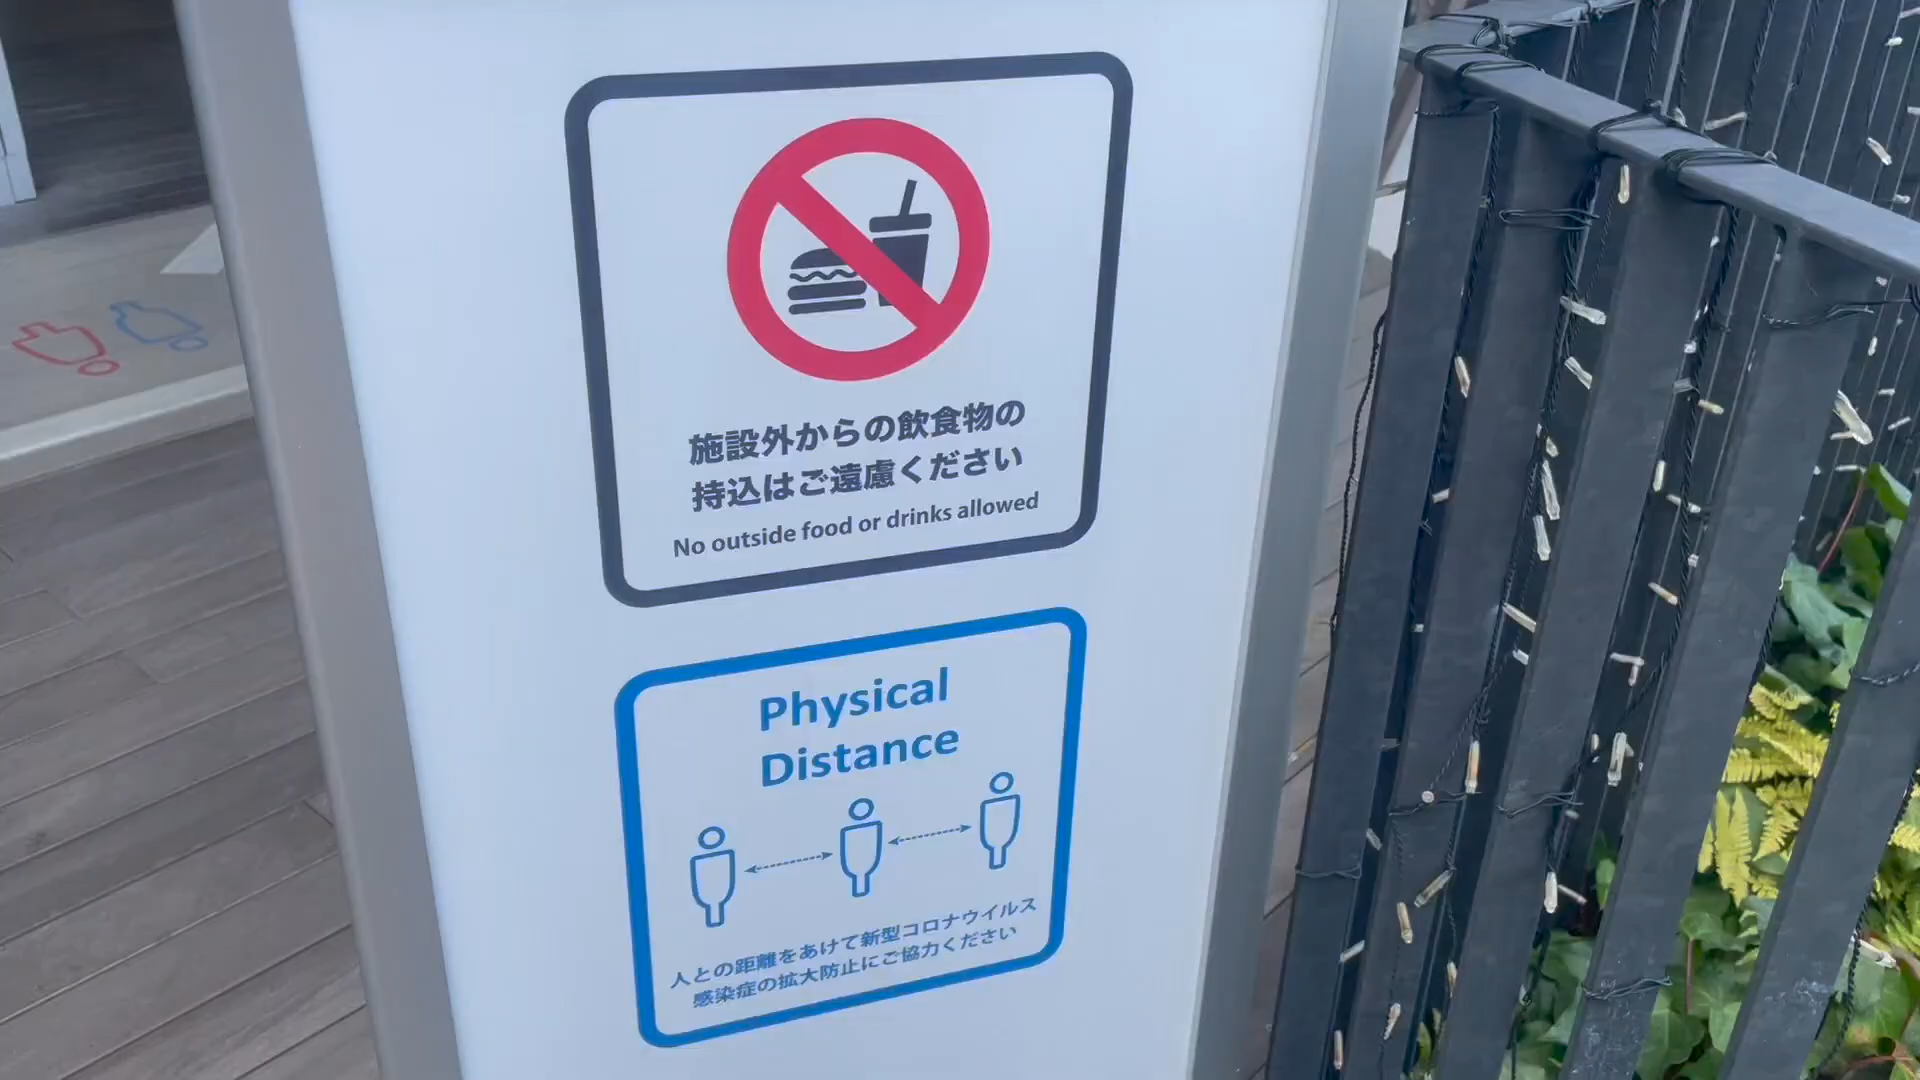 施設外からの飲食物の
持込はご遠慮ください
No outside food or drinks allowed
Physical
Distance
人との距離をあけて新型コロナウイルス
感染症の拡大防止にご協力ください